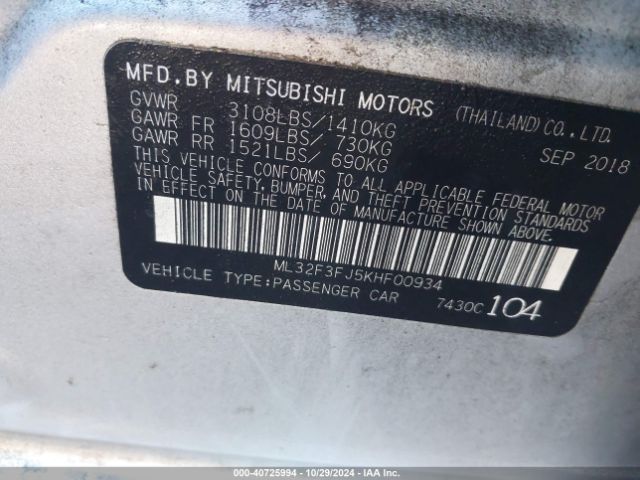 MFD.BY MITSUBISHI MOTORS (THAILAND) CO., LTD.
GVWR 3108LBS/1410KG SEP 2018
GAWR FR 1609LBS/ 730KG
GAWR RR 1521LBS/ 690KG
THIS VEHICLE CONFORMS TO ALL APPLICABLE FEDERAL MOTOR
VEHICLE SAFETY, BUMPER, AND THEFT PREVENTION STANDARDS
IN EFFECT ON THE DATE OF MANUFACTURE SHOWN ABOVE.
ML32F3FJ5KHF00934
VEHICLE TYPE:PASSENGER CAR 7430C 104
000-40725994 | 10/29/2024 - IAA Inc.